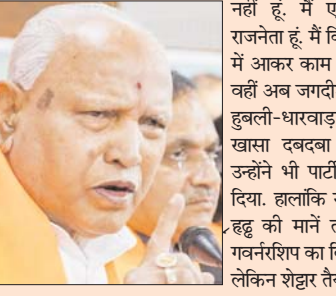 नहीं हूं. मैं ए
राजनेता हूं. मैं वि
में आकर काम
वहीं अब जगदी
हुबली-धारवाड़
खासा दबदबा
उन्होंने भी पार्टी
दिया. हालांकि
हृद्व की मानें त
गवर्नरशिप का
लेकिन शेट्टार तै